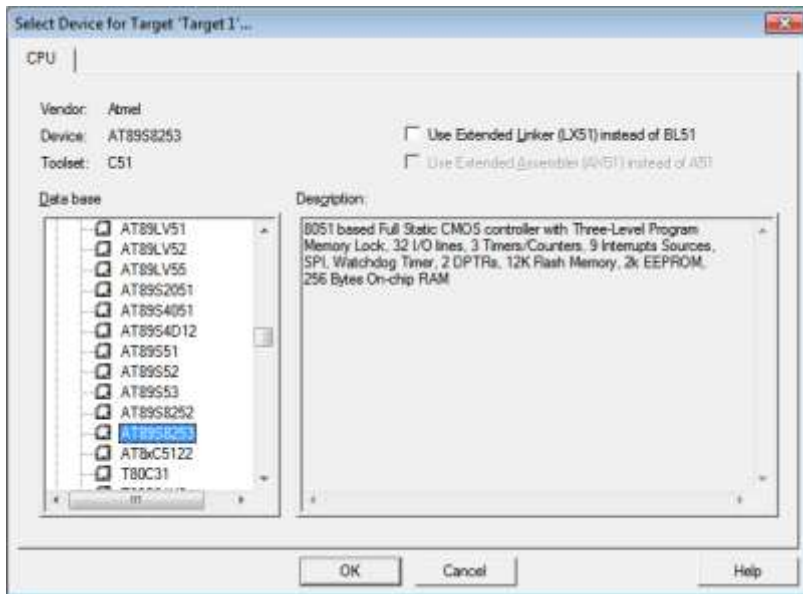 Select Device for Target 'Target 1'...
CPU
Vendor: Atmel
Device: AT89S8253
Toolset: C51
Use Extended Linker (LX51) instead of BL51
Use Extended Assembler (AX51) instead of A51
Data base
Description:
AT89LV51
AT89LV52
AT89LV55
AT89S2051
AT89S4051
AT89S4D12
AT89S51
AT89S52
AT89S53
AT89S8252
AT89S8253
AT8xC5122
T80C31
8051 based Full Static CMOS controller with Three-Level Program
Memory Lock, 32 I/O lines, 3 Timers/Counters, 9 Interrupts Sources,
SPI, Watchdog Timer, 2 DPTRs, 12K Flash Memory, 2k EEPROM,
256 Bytes On-chip RAM
OK
Cancel
Help